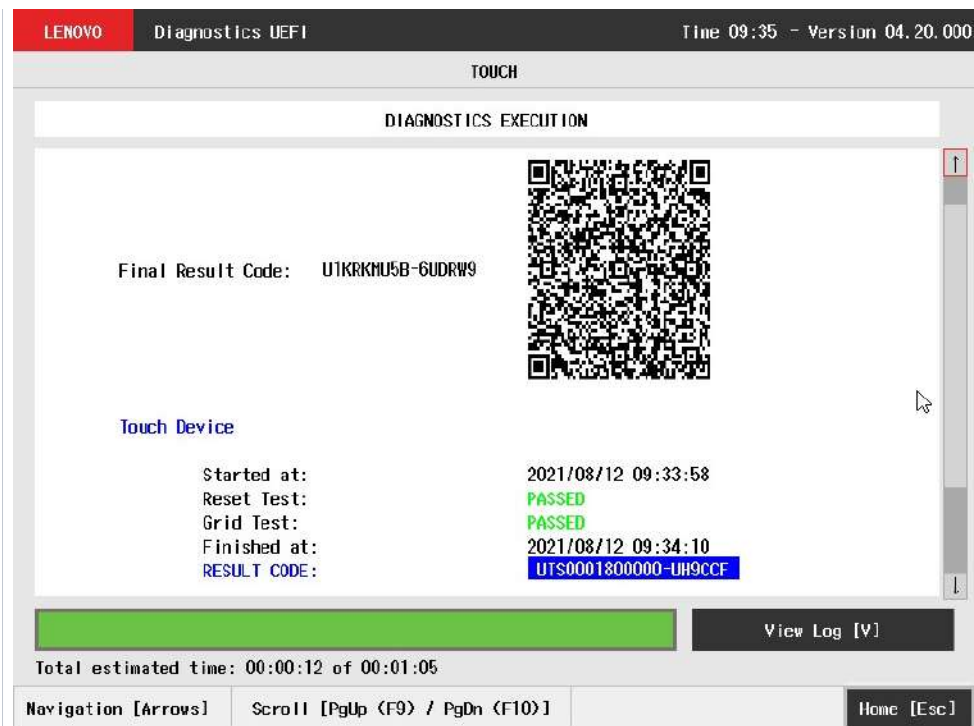 LENOVO Diagnostics UEFI Time 09:35 - Version 04.20.000
TOUCH
DIAGNOSTICS EXECUTION
↑
Final Result Code: U1KRKMU5B-6UDRW9
Touch Device
Started at: 2021/08/12 09:33:58
Reset Test: PASSED
Grid Test: PASSED
Finished at: 2021/08/12 09:34:10
RESULT CODE: UTS0001800000-UH9CCF
↓
View Log [V]
Total estimated time: 00:00:12 of 00:01:05
Navigation [Arrows] Scroll [PgUp (F9) / PgDn (F10)] Home [Esc]